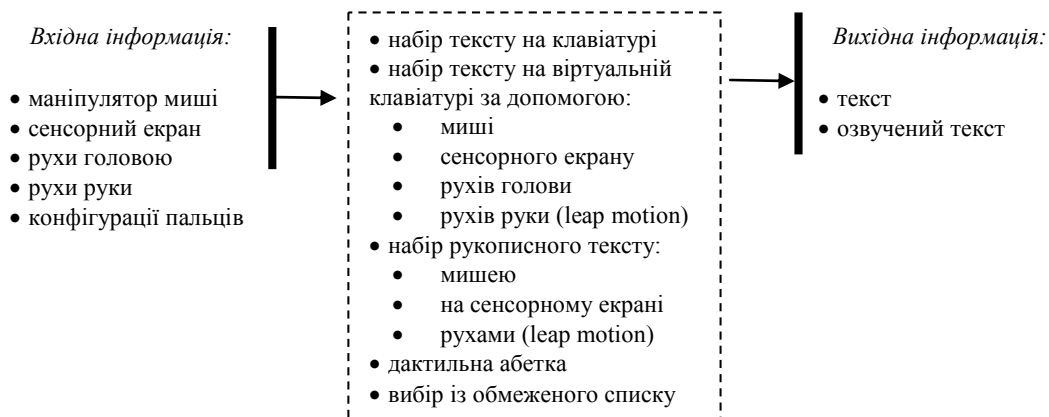 Вхідна інформація:
• маніпулятор миші
• сенсорний екран
• рухи головою
• рухи руки
• конфігурації пальців
• набір тексту на клавіатурі
• набір тексту на віртуальній
клавіатурі за допомогою:
• миші
• сенсорного екрану
• рухів голови
• рухів руки (leap motion)
• набір рукописного тексту:
• мишею
• на сенсорному екрані
• рухами (leap motion)
• дактильна абетка
• вибір із обмеженого списку
Вихідна інформація:
• текст
• озвучений текст